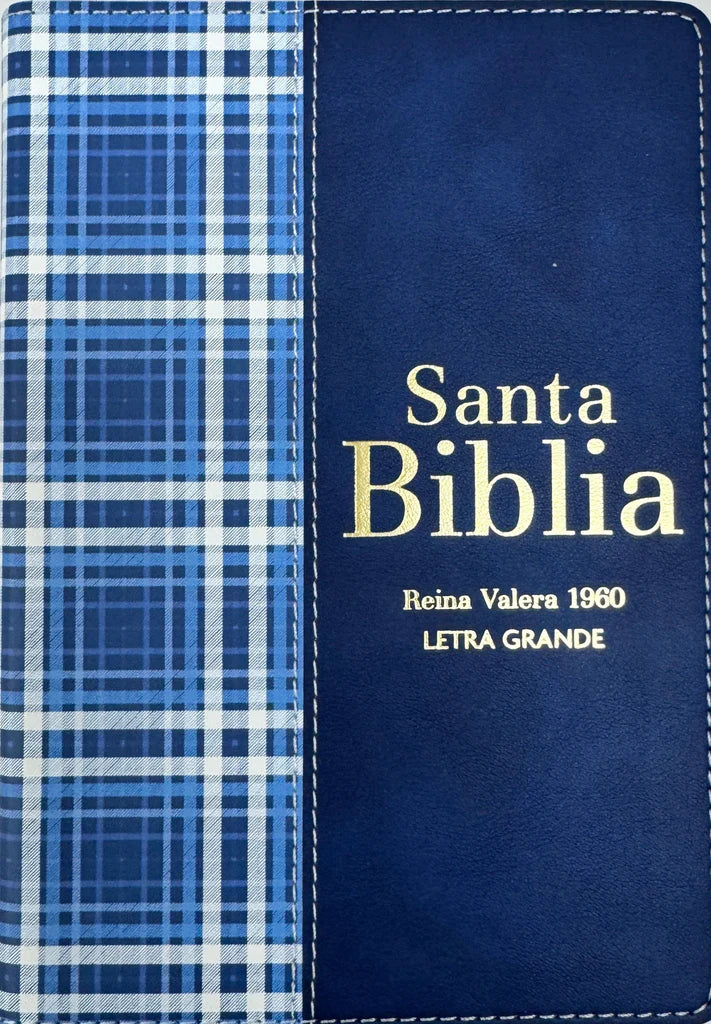 Santa
Biblia
Reina Valera 1960
LETRA GRANDE